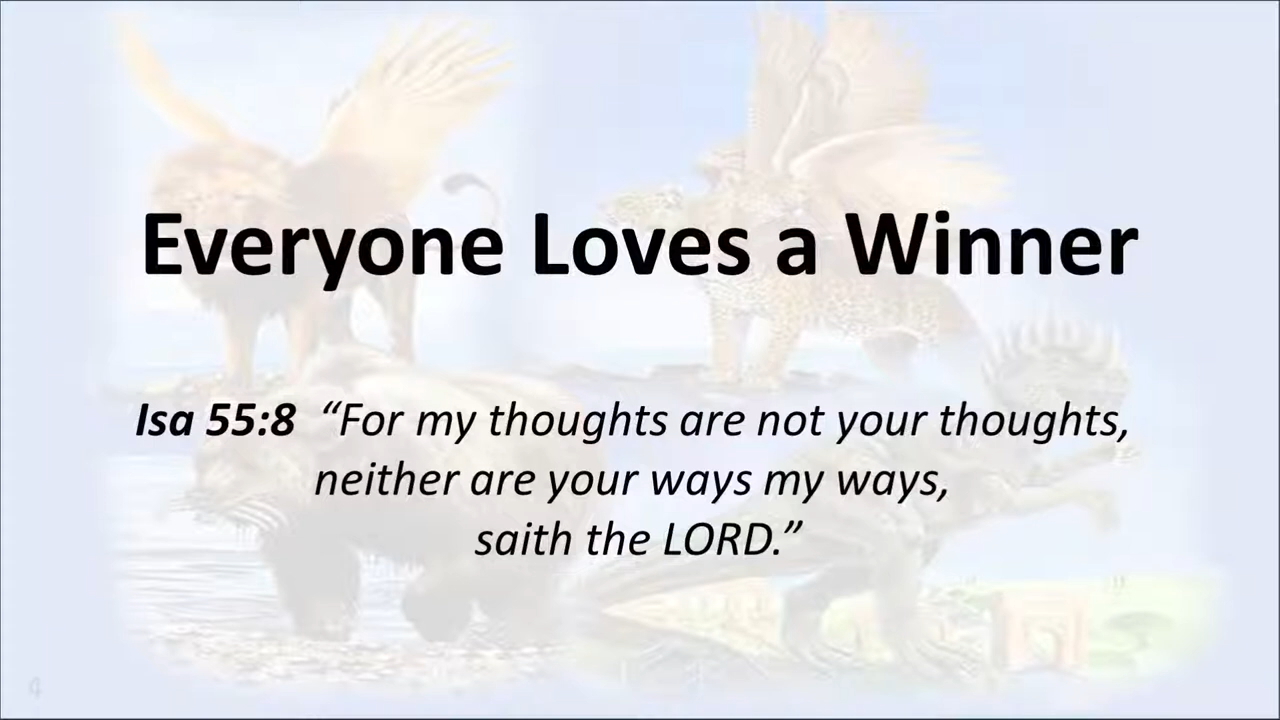 Everyone Loves a Winner
Isa 55:8 “For my thoughts are not your thoughts,
neither are your ways my ways,
saith the LORD.”
4